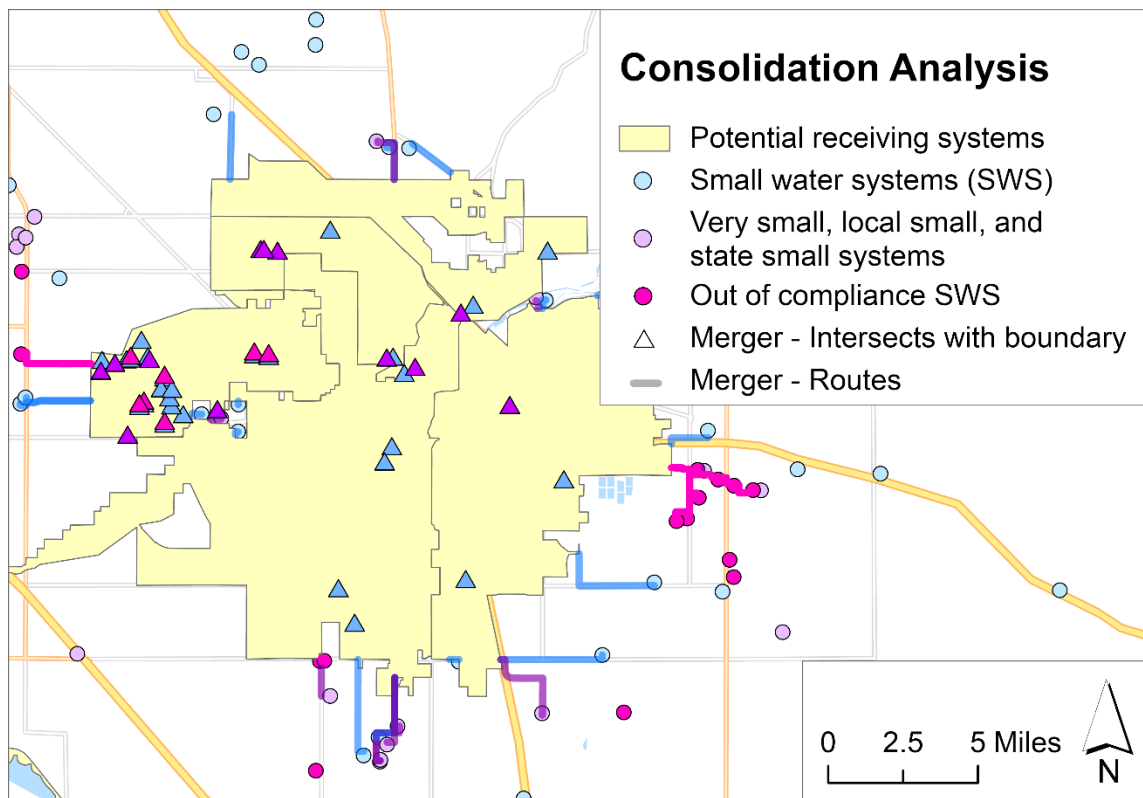 Consolidation Analysis
Potential receiving systems
Small water systems (SWS)
Very small, local small, and
state small systems
Out of compliance SWS
Merger - Intersects with boundary
Merger - Routes
0 2.5 5 Miles
N